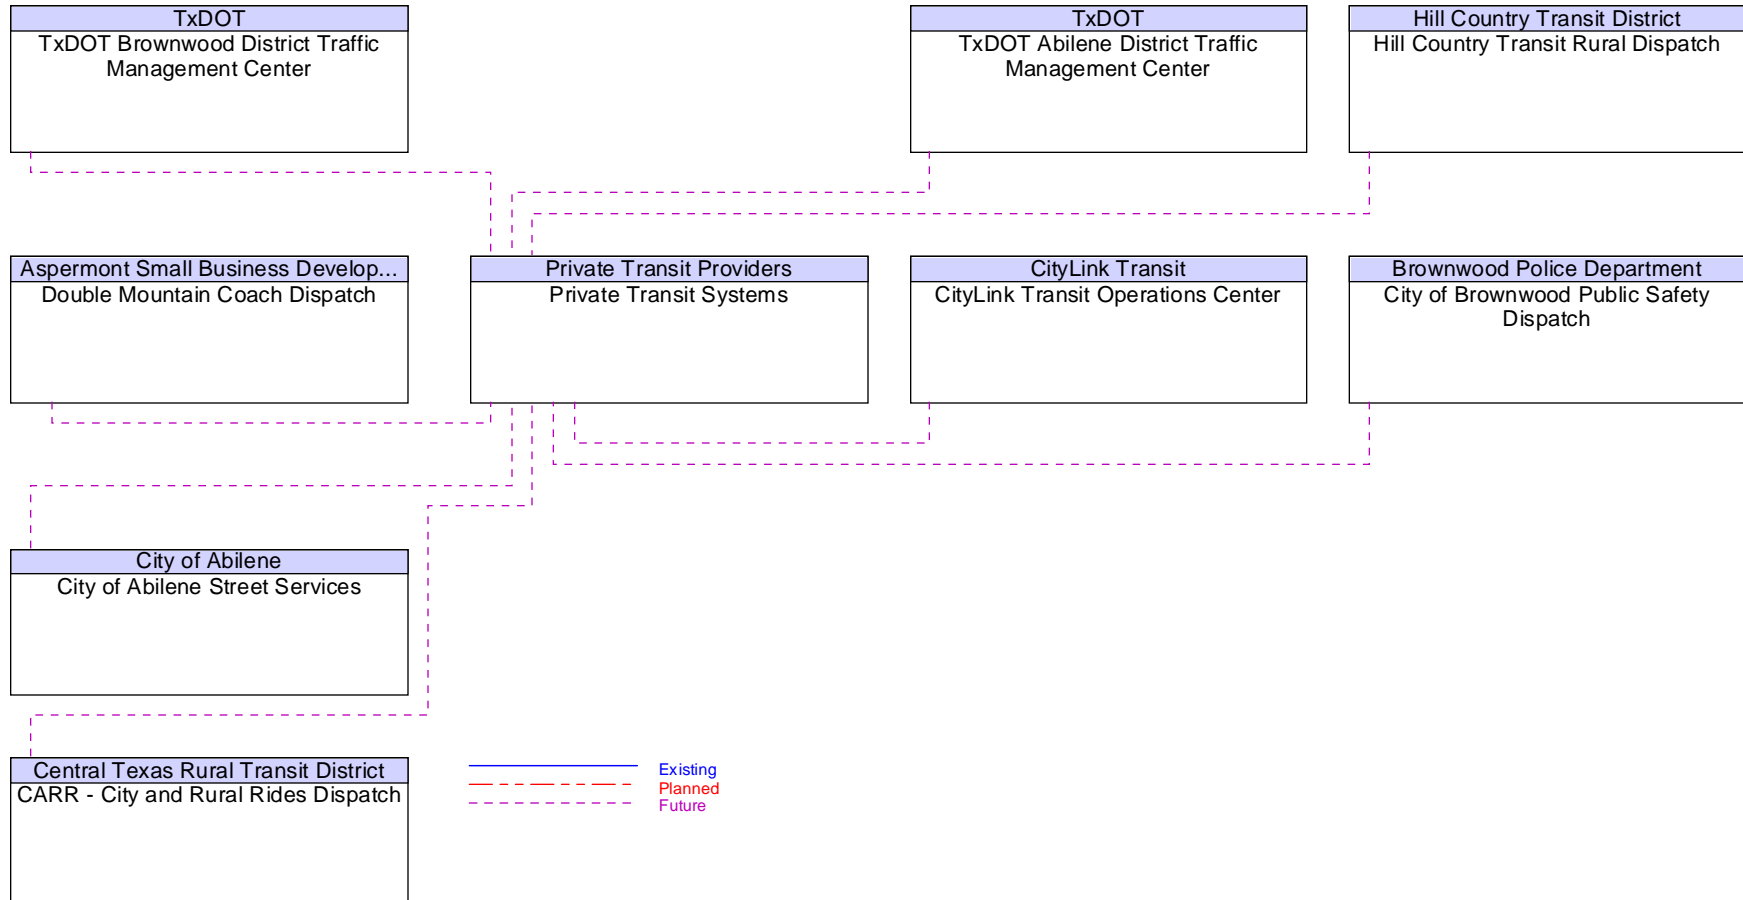 TxDOT
TxDOT Brownwood District Traffic
Management Center
TxDOT
TxDOT Abilene District Traffic
Management Center
Hill Country Transit District
Hill Country Transit Rural Dispatch
Aspermont Small Business Develop...
Double Mountain Coach Dispatch
Private Transit Providers
Private Transit Systems
CityLink Transit
CityLink Transit Operations Center
Brownwood Police Department
City of Brownwood Public Safety
Dispatch
City of Abilene
City of Abilene Street Services
Central Texas Rural Transit District
CARR - City and Rural Rides Dispatch
Existing
Planned
Future